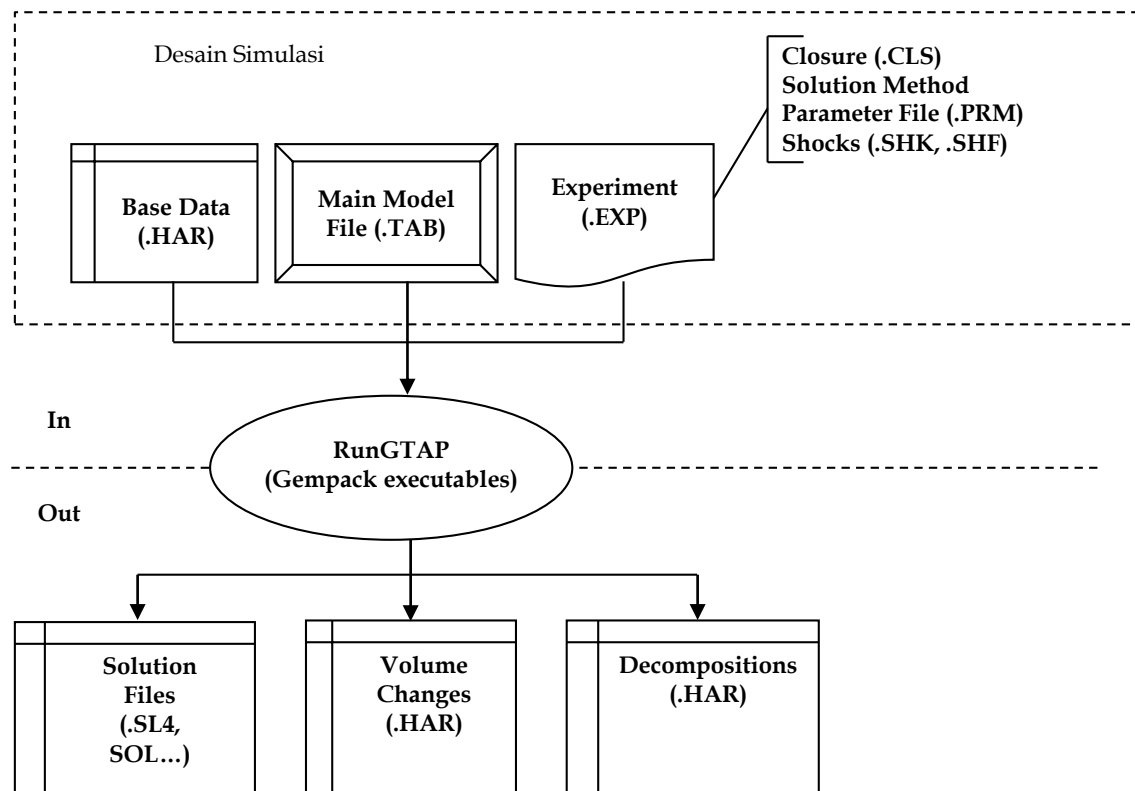 Desain Simulasi
Closure (.CLS)
Solution Method
Parameter File (.PRM)
Shocks (.SHK, .SHF)
Base Data
(.HAR)
Main Model
File (.TAB)
Experiment
(.EXP)
In
RunGTAP
(Gempack executables)
Out
Solution
Files
(.SL4,
SOL…)
Volume
Changes
(.HAR)
Decompositions
(.HAR)